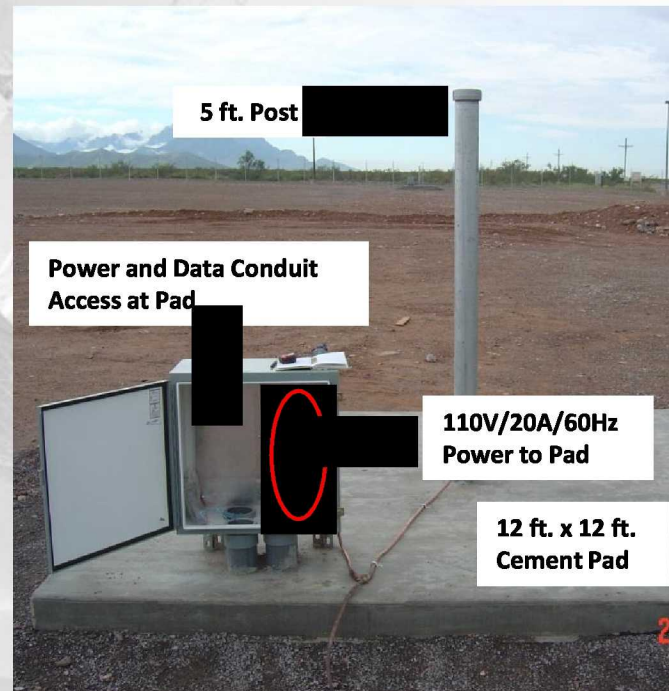 5 ft. Post
Power and Data Conduit
Access at Pad
110V/20A/60Hz
Power to Pad
12 ft. x 12 ft.
Cement Pad
2